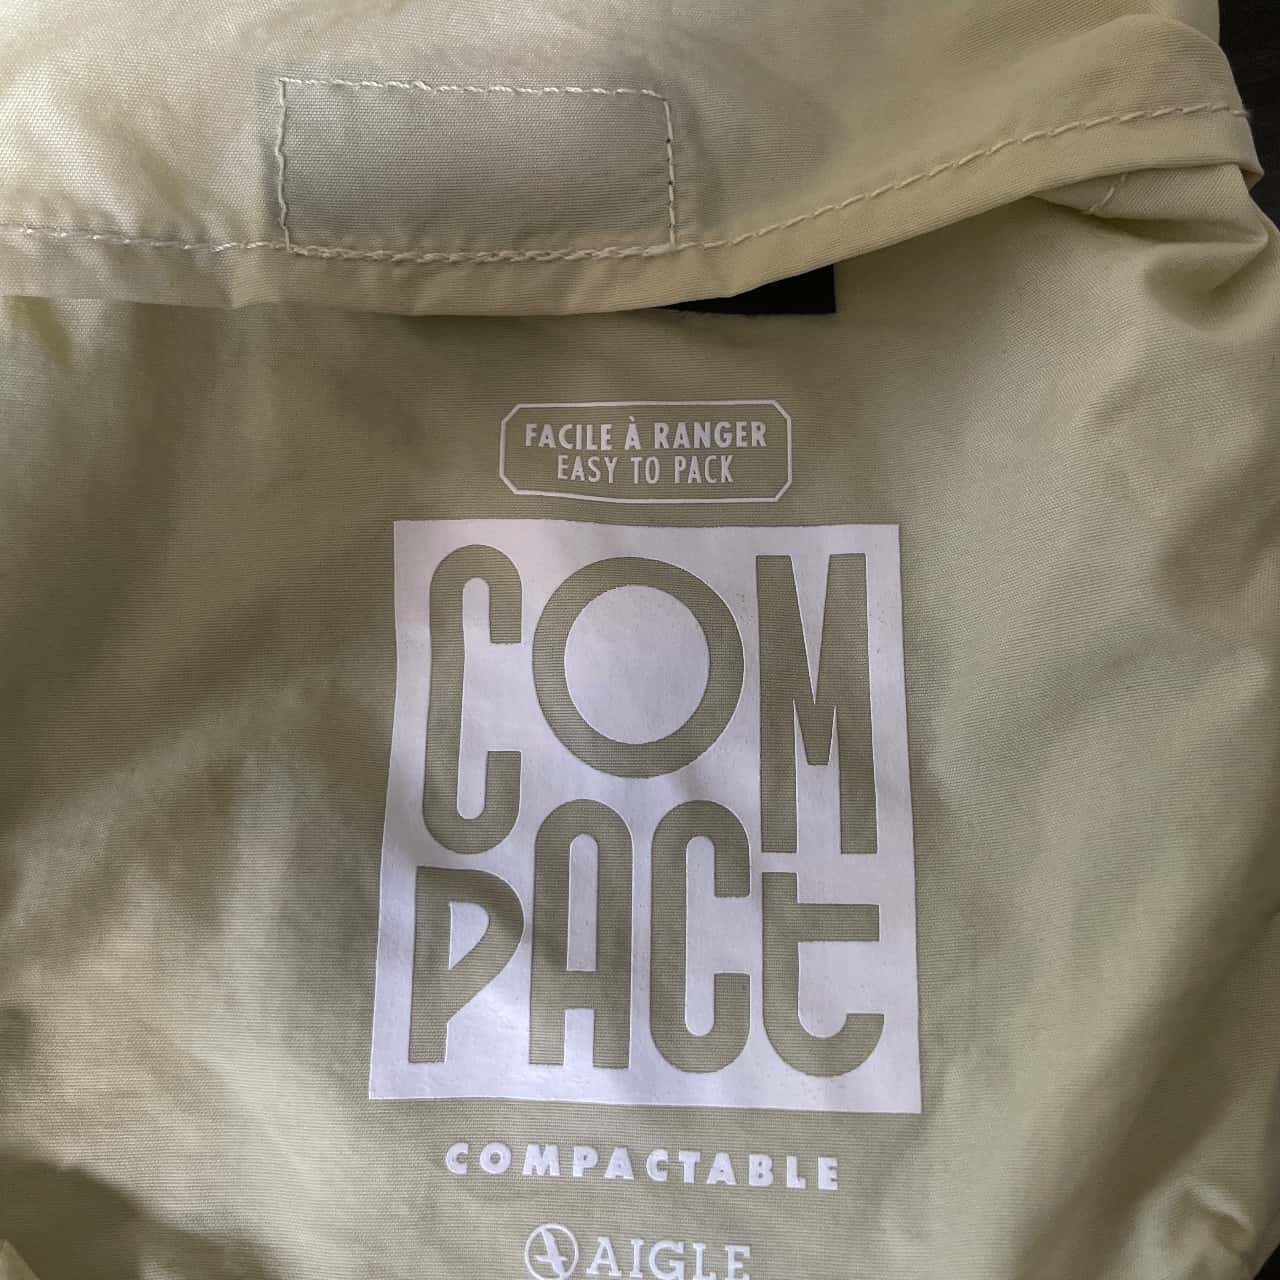 FACILE À RANGER
EASY TO PACK
COM
PACt
COMPACTABLE
AIGLE